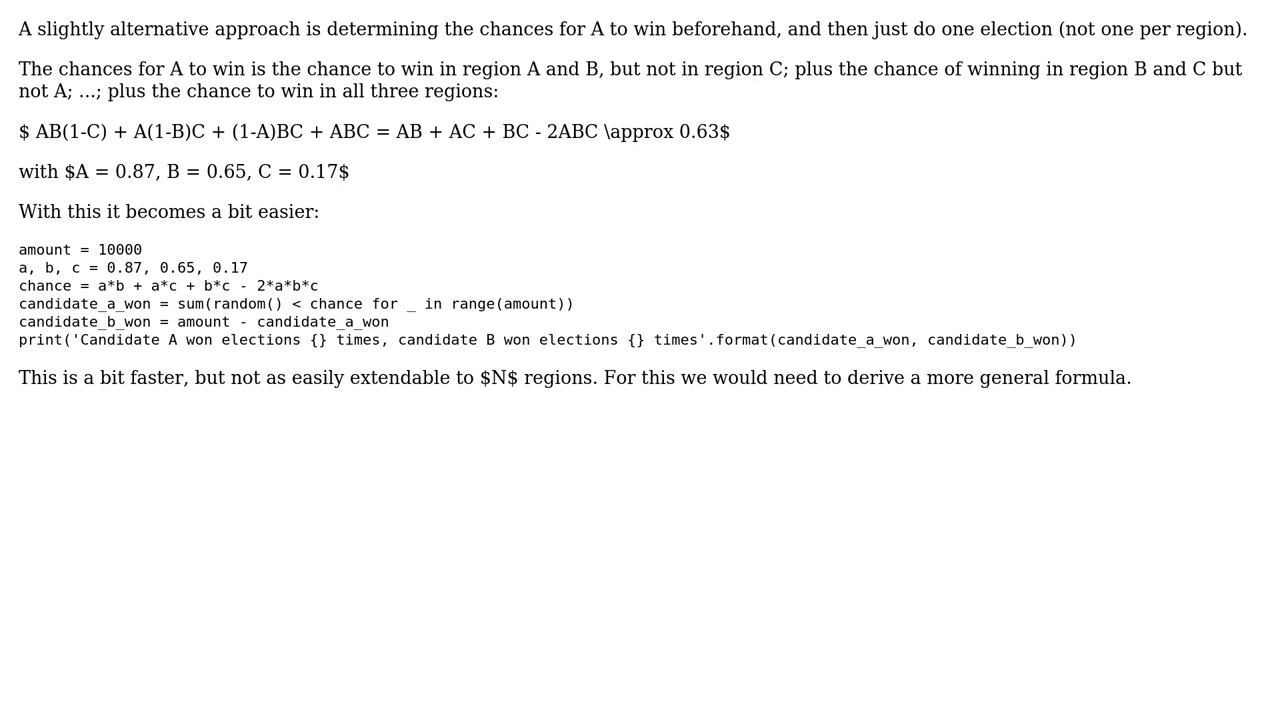 A slightly alternative approach is determining the chances for A to win beforehand, and then just do one election (not one per region).
The chances for A to win is the chance to win in region A and B, but not in region C; plus the chance of winning in region B and C but
not A; ...; plus the chance to win in all three regions:
$ AB(1-C) + A(1-B)C + (1-A)BC + ABC = AB + AC + BC - 2ABC \approx 0.63$
with $A = 0.87, B = 0.65, C = 0.17$
With this it becomes a bit easier:
amount = 10000
a, b, c = 0.87, 0.65, 0.17
chance = a*b + a*c + b*c - 2*a*b*c
candidate_a_won = sum(random() < chance for _ in range(amount))
candidate_b_won = amount - candidate_a_won
print('Candidate A won elections {} times, candidate B won elections {} times'.format(candidate_a_won, candidate_b_won))
This is a bit faster, but not as easily extendable to $N$ regions. For this we would need to derive a more general formula.